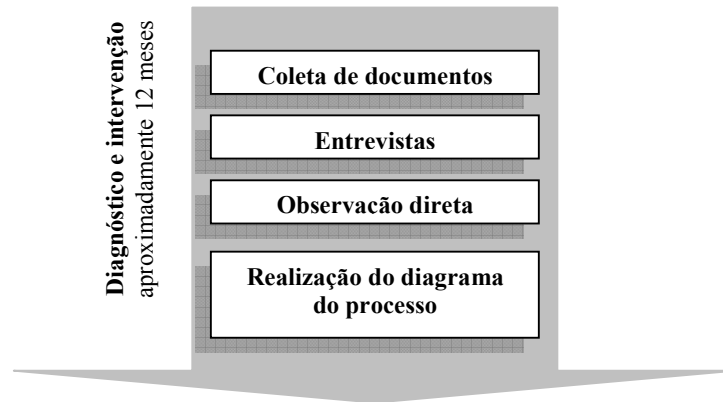 Diagnóstico e intervenção
aproximadamente 12 meses
Coleta de documentos
Entrevistas
Observacão direta
Realização do diagrama
do processo